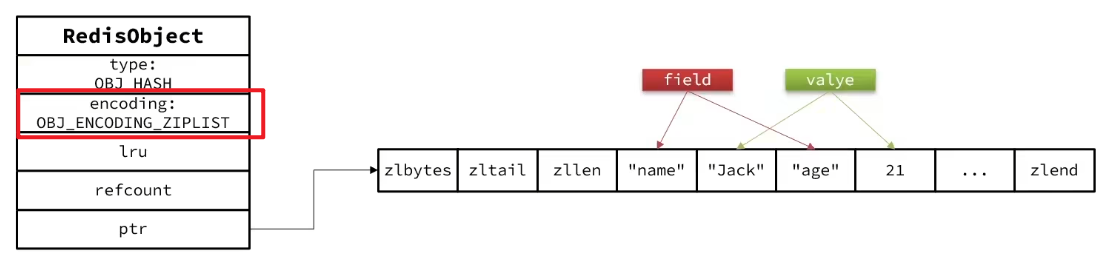 RedisObject
type:
OBJ_HASH
encoding:
OBJ_ENCODING_ZIPLIST
lru
refcount
ptr
field
valye
zlbytes
zltail
zllen
"name"
"Jack"
"age"
21
...
zlend